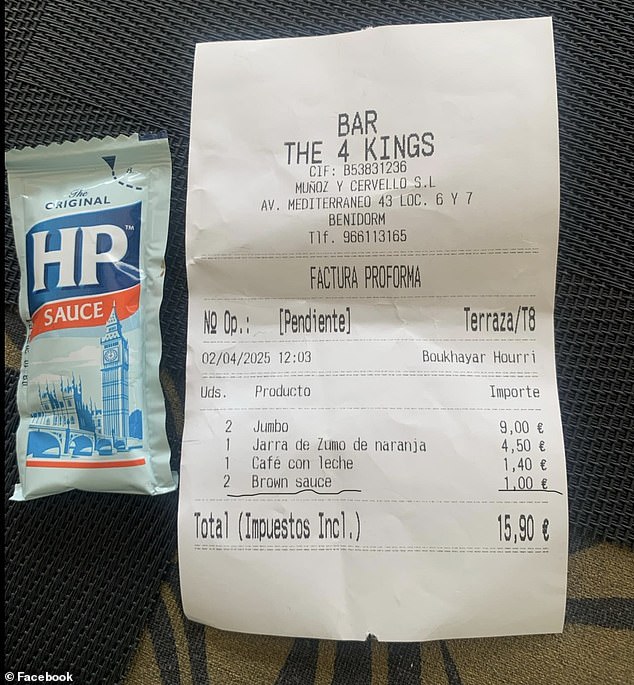 The
ORIGINAL
HP™
SAUCE
BAR
THE 4 KINGS
CIF: B53831236
MUÑOZ Y CERVELLO S.L
AV. MEDITERRANEO 43 LOC. 6 Y 7
BENIDORM
Tlf. 966113165
FACTURA PROFORMA
Nº Op.: [Pendiente] Terraza/T8
02/04/2025 12:03 Boukhayar Hourri
Uds. Producto Importe
2 Jumbo 9,00 €
1 Jarra de Zumo de naranja 4,50 €
1 Café con leche 1,40 €
2 Brown sauce 1,00 €
Total (Impuestos Incl.) 15,90 €
© Facebook